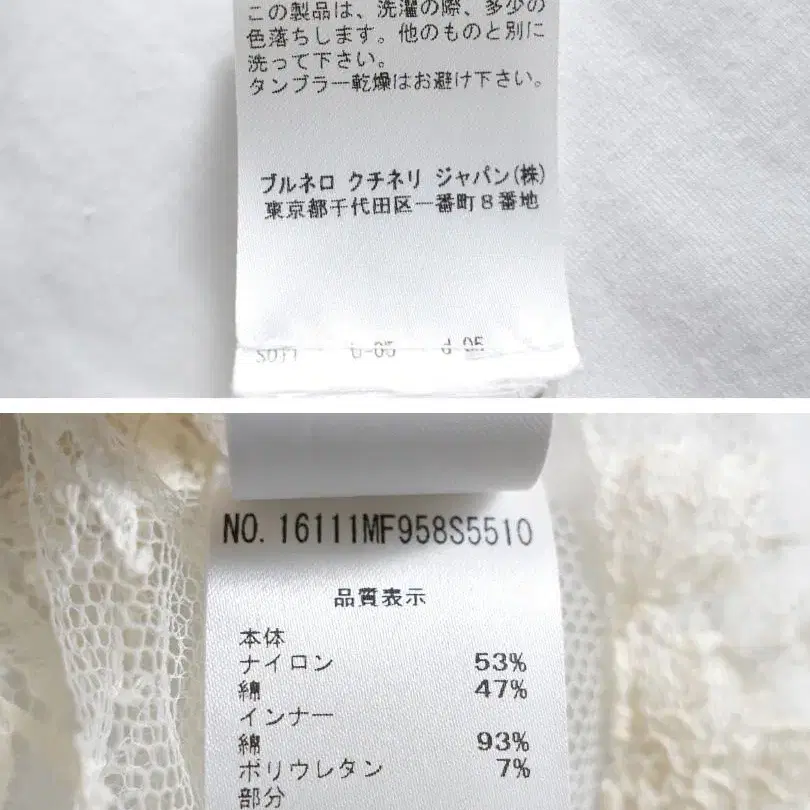 この製品は、洗濯の際、多少の
色落ちします。他のものと別に
洗って下さい。
タンブラー乾燥はお避け下さい。
ブルネロ クチネリ ジャパン(株)
東京都千代田区一番町8番地
d-05
NO. 16111MF958S5510
品質表示
本体
ナイロン 53%
綿 47%
インナー
綿 93%
ポリウレタン 7%
部分